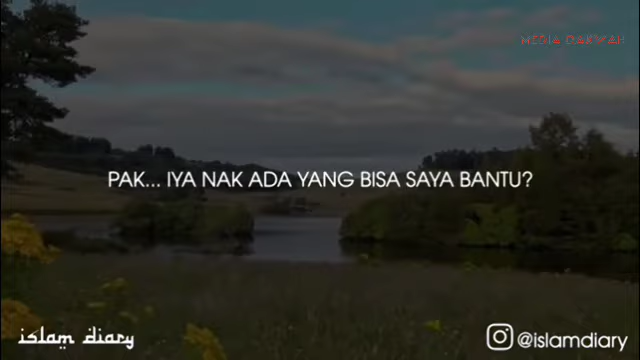 MEDIA DAKWAH
PAK... IYA NAK ADA YANG BISA SAYA BANTU?
islam diary
@islamdiary